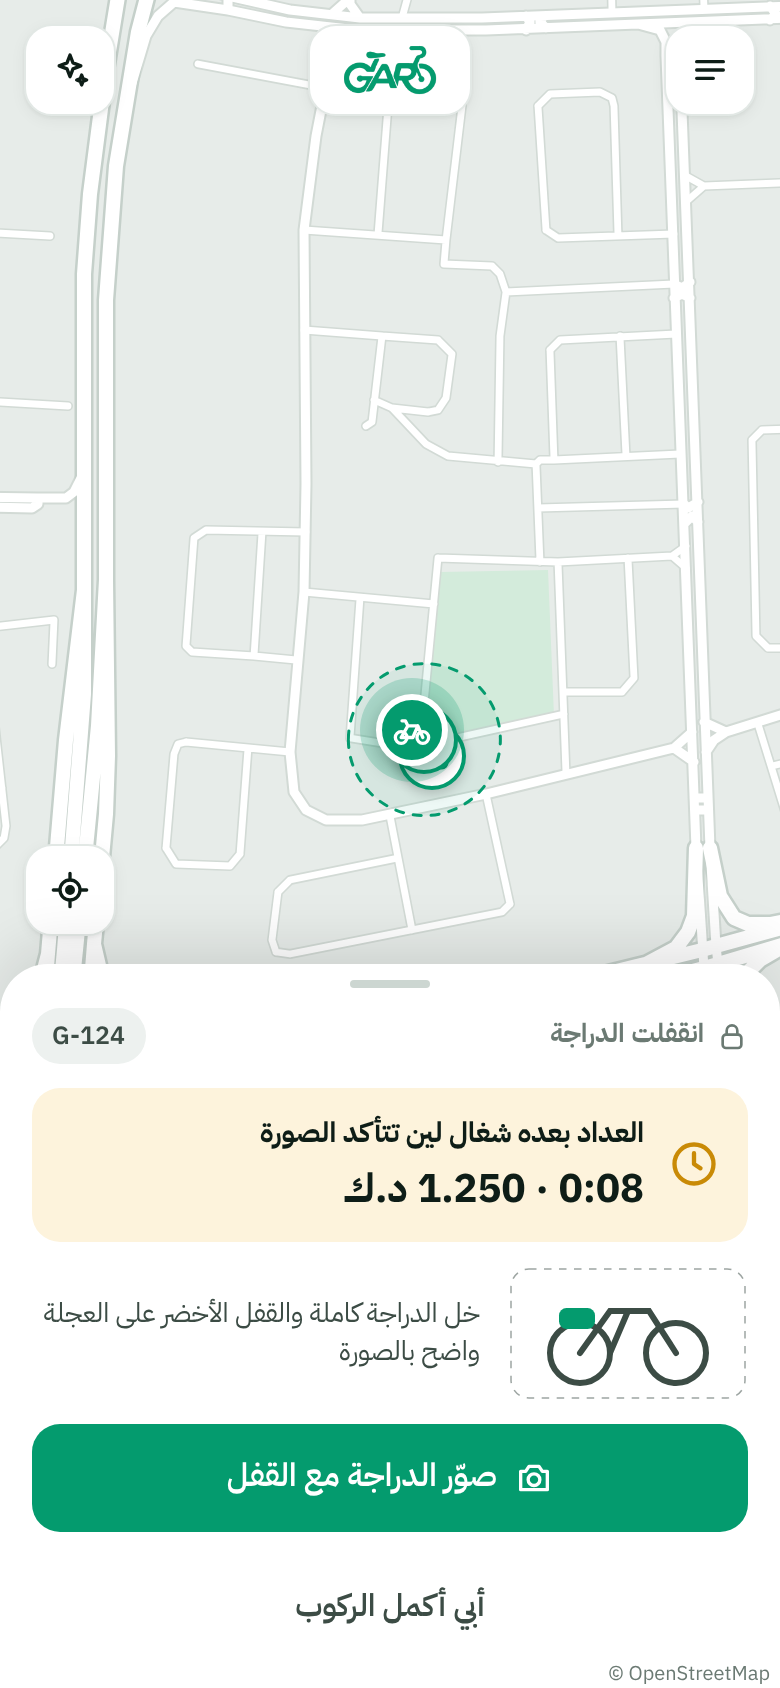 GARO
انقفلت الدراجة
G-124
العداد بعده شغال لين تتأكد الصورة
0:08 · 1.250 د.ك
خل الدراجة كاملة والقفل الأخضر على العجلة
واضح بالصورة
صوّر الدراجة مع القفل
أبي أكمل الركوب
© OpenStreetMap